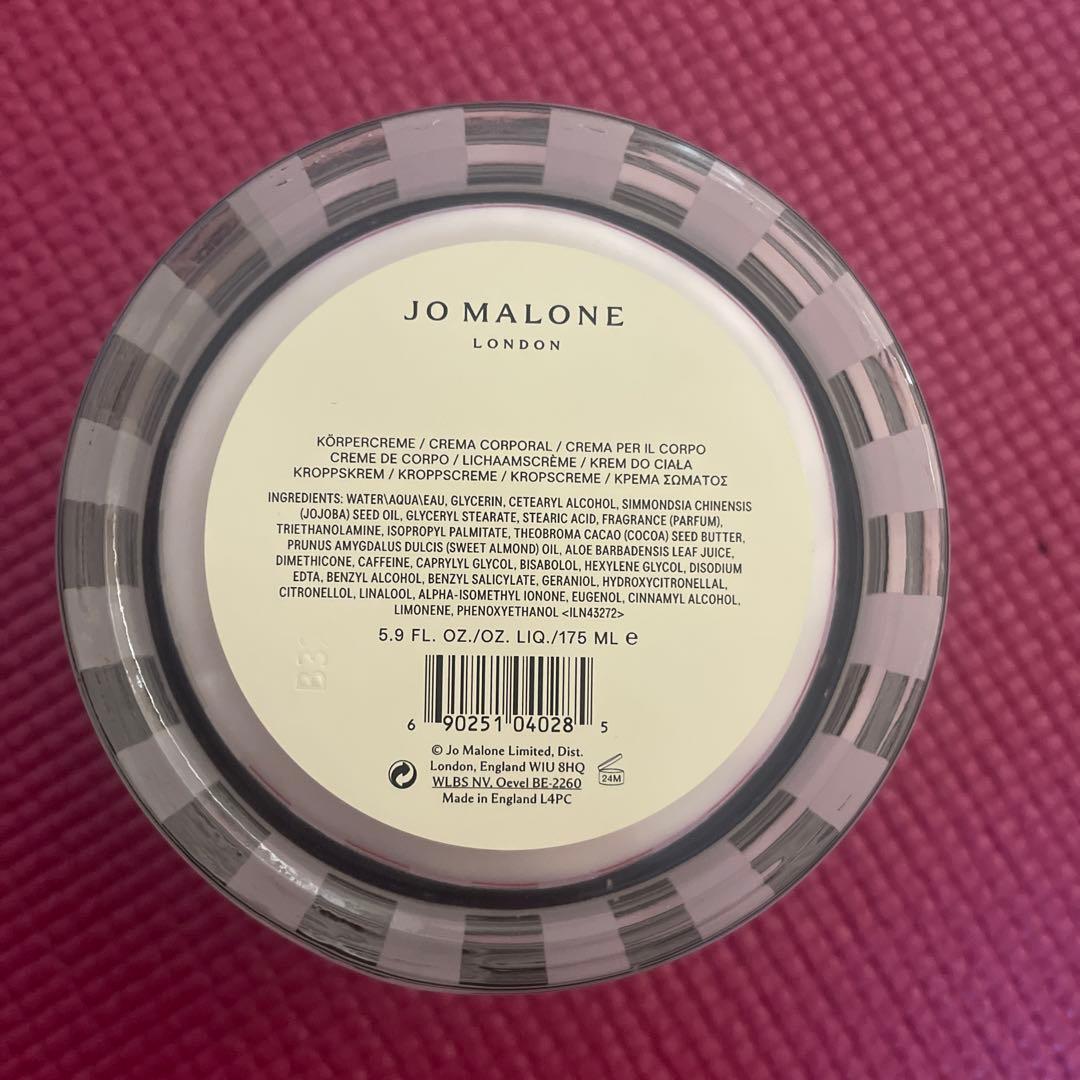 JO MALONE
LONDON
KÖRPERCREME / CREMA CORPORAL / CREMA PER IL CORPO
CREME DE CORPO / LICHAAMSCRÈME / KREM DO CIAŁA
KROPPSKREM / KROPPSCREME / KROPSCREME / ΚΡΕΜΑ ΣΩΜΑΤΟΣ
INGREDIENTS: WATER\AQUA\EAU, GLYCERIN, CETEARYL ALCOHOL, SIMMONDSIA CHINENSIS
(JOJOBA) SEED OIL, GLYCERYL STEARATE, STEARIC ACID, FRAGRANCE (PARFUM),
TRIETHANOLAMINE, ISOPROPYL PALMITATE, THEOBROMA CACAO (COCOA) SEED BUTTER,
PRUNUS AMYGDALUS DULCIS (SWEET ALMOND) OIL, ALOE BARBADENSIS LEAF JUICE,
DIMETHICONE, CAFFEINE, CAPRYLYL GLYCOL, BISABOLOL, HEXYLENE GLYCOL, DISODIUM
EDTA, BENZYL ALCOHOL, BENZYL SALICYLATE, GERANIOL, HYDROXYCITRONELLAL,
CITRONELLOL, LINALOOL, ALPHA-ISOMETHYL IONONE, EUGENOL, CINNAMYL ALCOHOL,
LIMONENE, PHENOXYETHANOL <ILN43272>
5.9 FL. OZ./OZ. LIQ./175 ML ℮
6 90251 04028 5
© Jo Malone Limited, Dist.
London, England W1U 8HQ
WLBS NV, Oevel BE-2260
Made in England L4PC
24M